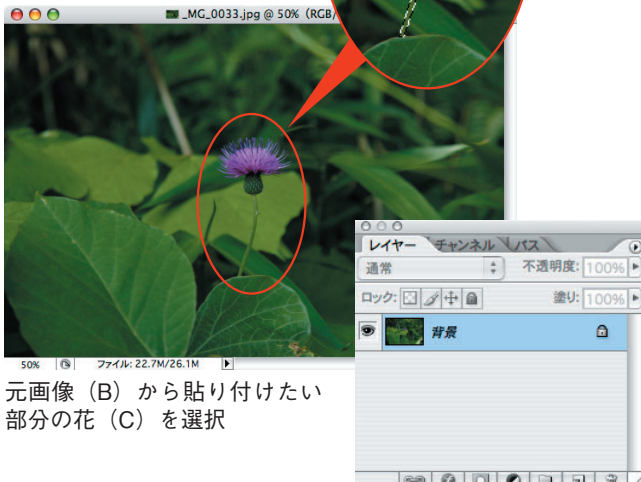 _MG_0033.jpg @ 50% (RGB/
レイヤー チャンネル パス
通常 不透明度: 100%
ロック: 塗り: 100%
背景
50% ファイル: 22.7M/26.1M
元画像（B）から貼り付けたい
部分の花（C）を選択